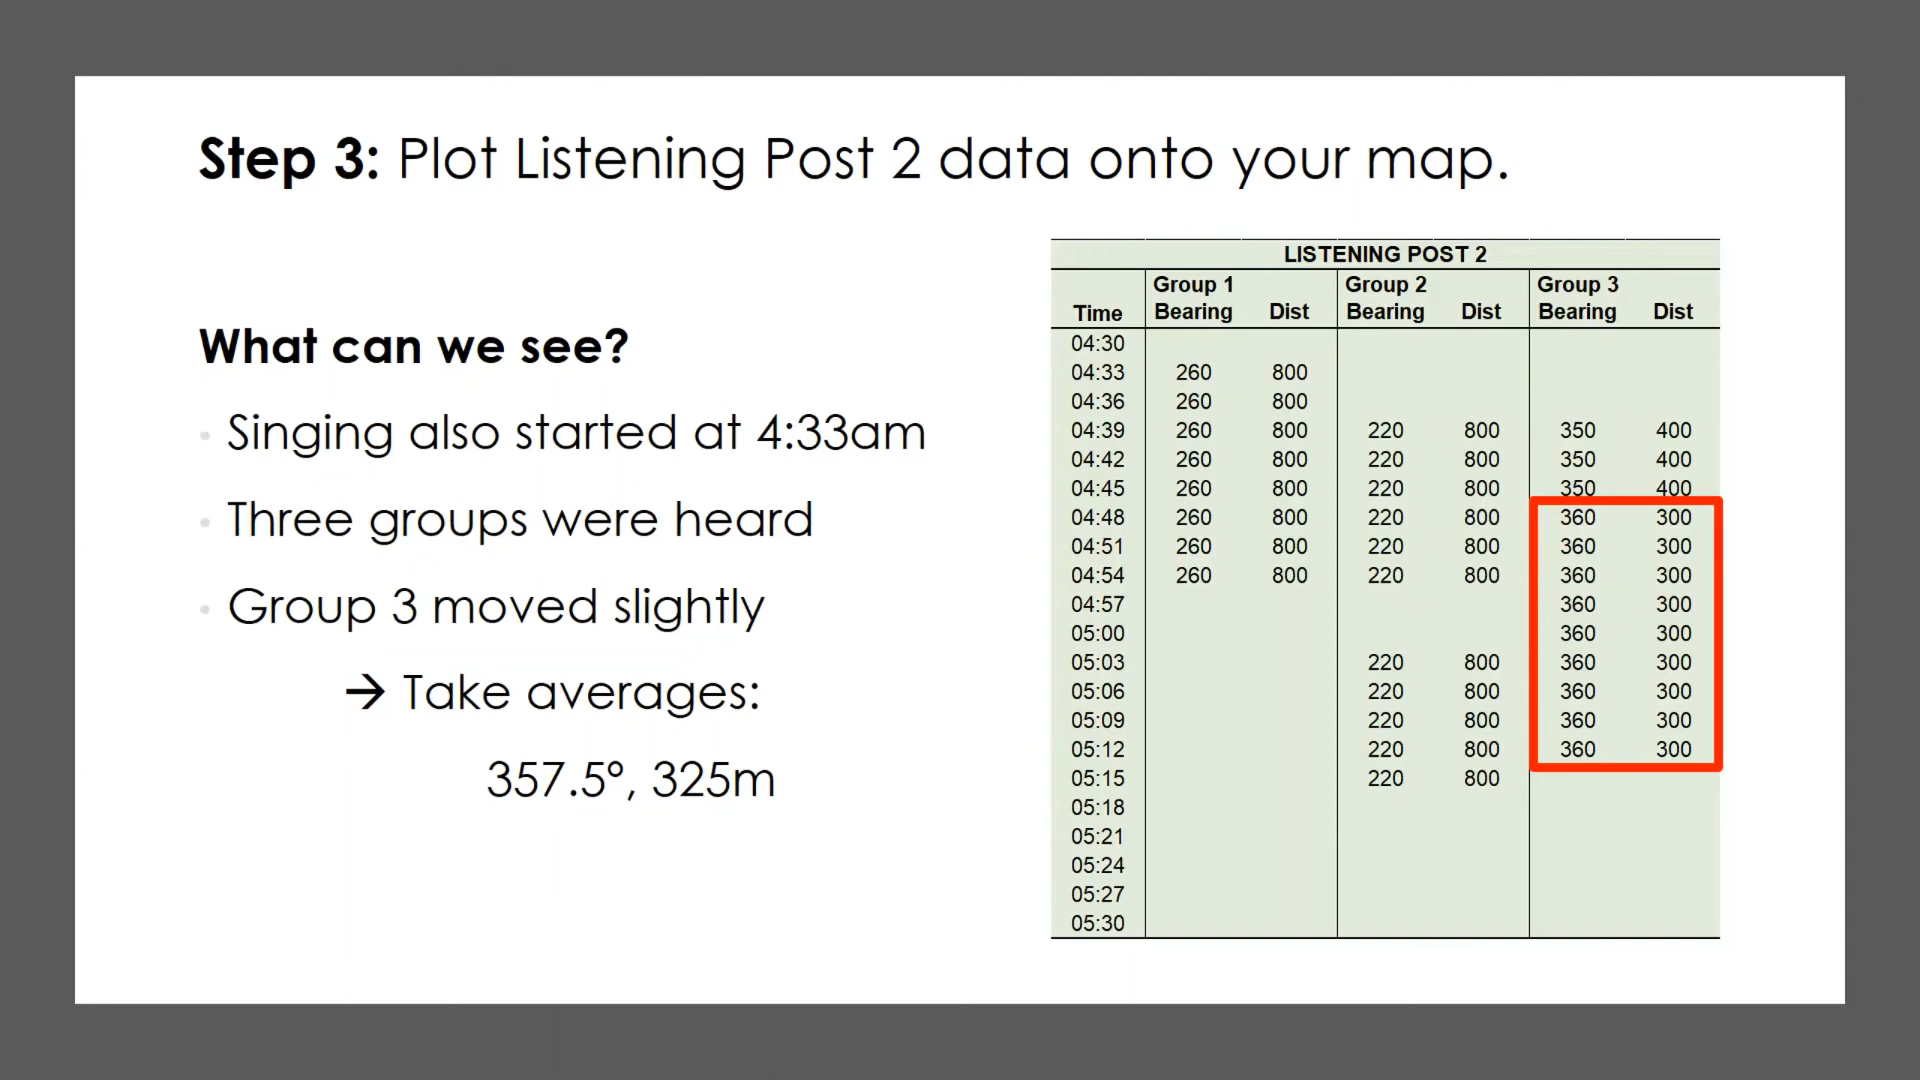 Step 3: Plot Listening Post 2 data onto your map.
What can we see?
• Singing also started at 4:33am
• Three groups were heard
• Group 3 moved slightly
→ Take averages:
357.5º, 325m
LISTENING POST 2
Group 1 Group 2 Group 3
Time Bearing Dist Bearing Dist Bearing Dist
04:30
04:33 260 800
04:36 260 800
04:39 260 800 220 800 350 400
04:42 260 800 220 800 350 400
04:45 260 800 220 800 350 400
04:48 260 800 220 800 360 300
04:51 260 800 220 800 360 300
04:54 260 800 220 800 360 300
04:57 360 300
05:00 360 300
05:03 220 800 360 300
05:06 220 800 360 300
05:09 220 800 360 300
05:12 220 800 360 300
05:15 220 800
05:18
05:21
05:24
05:27
05:30